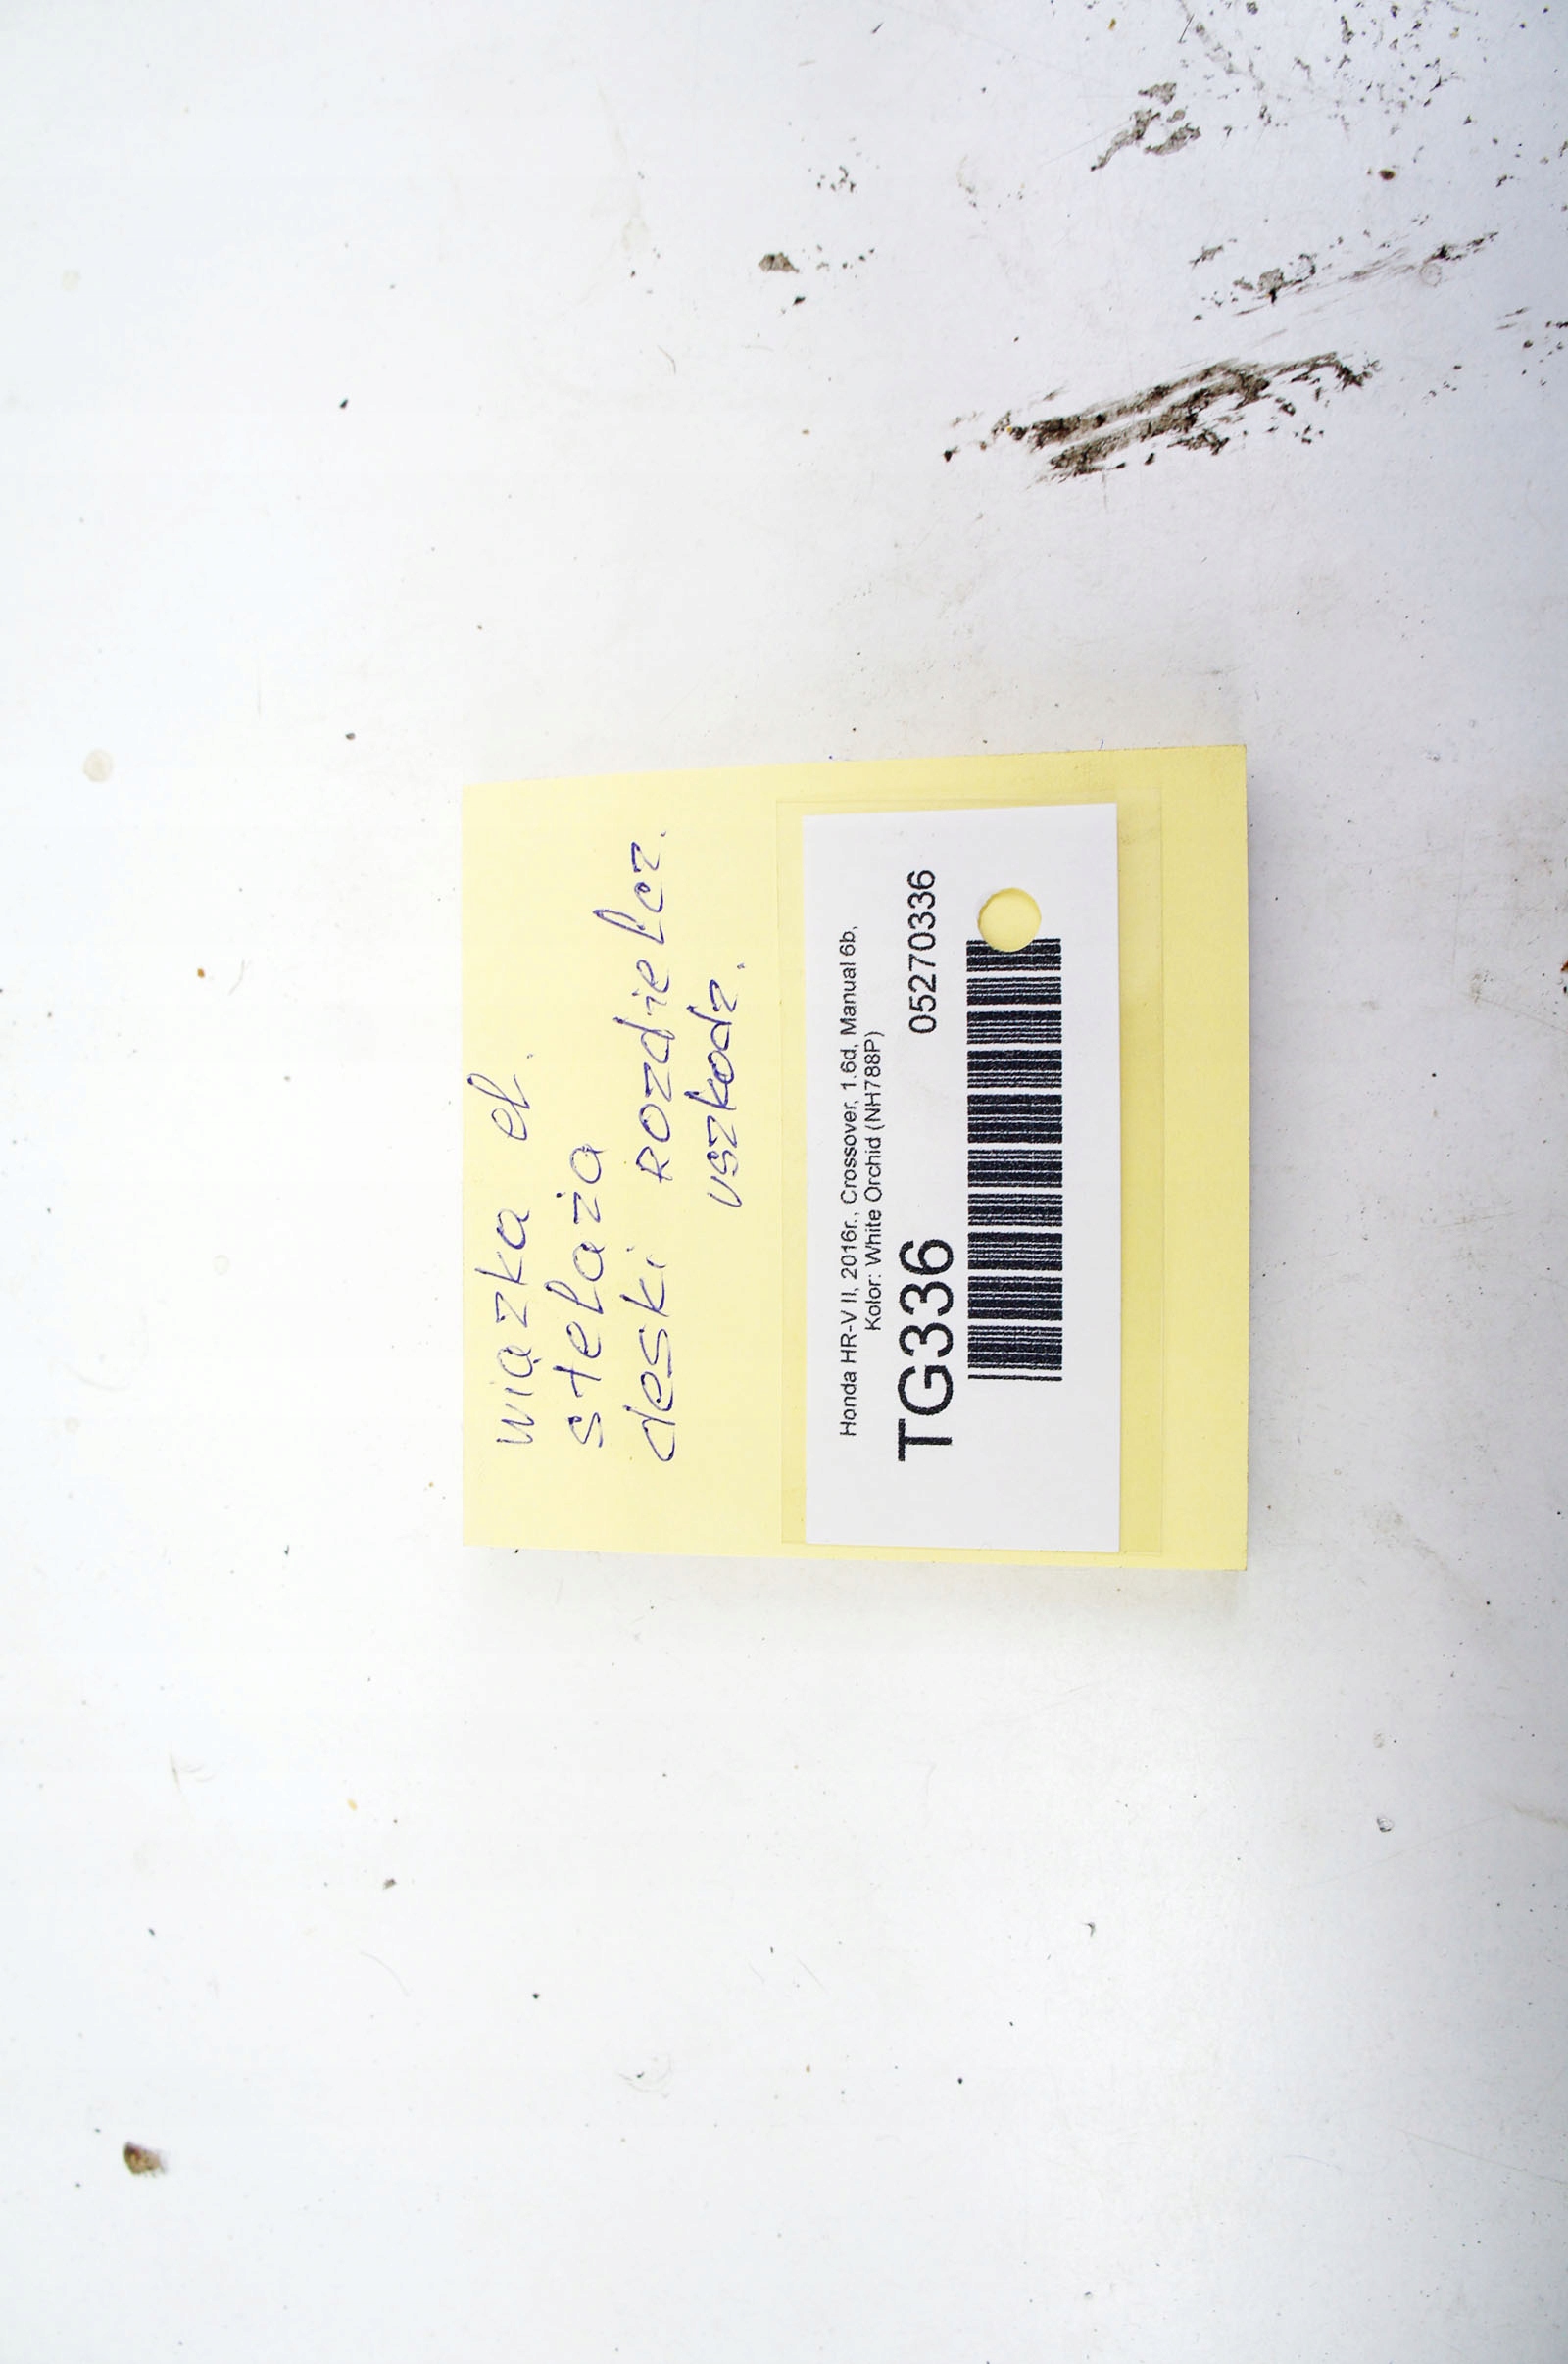 wiązka el.
stelaża
deski rozdzielcz.
uszkodz.
Honda HR-V II, 2016r., Crossover, 1.6d, Manual 6b,
Kolor: White Orchid (NH788P)
TG336 05270336